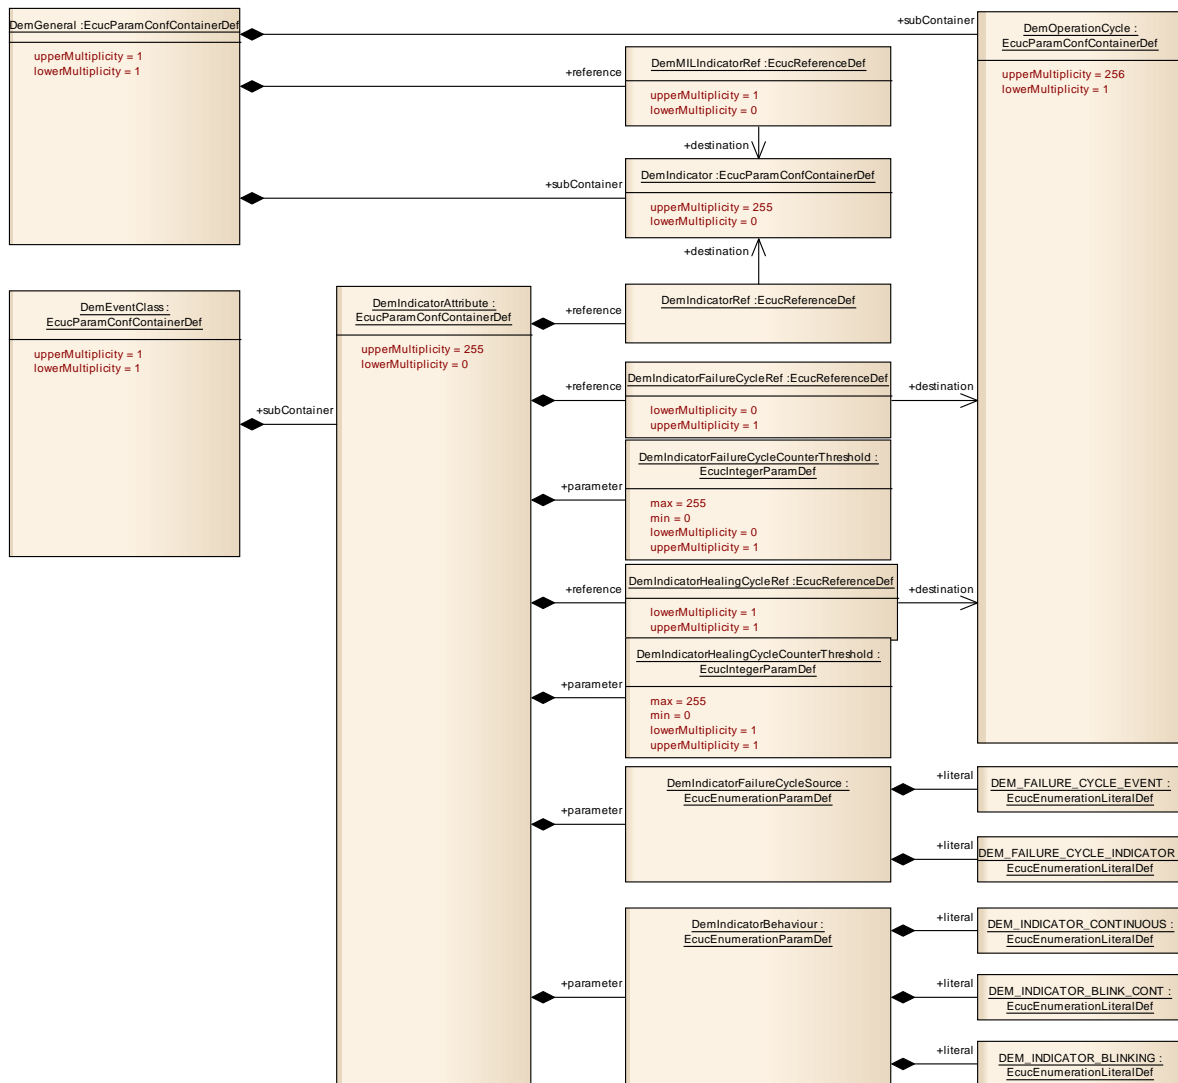 DemGeneral :EcucParamConfContainerDef
upperMultiplicity = 1
lowerMultiplicity = 1
+subContainer
DemOperationCycle :
EcucParamConfContainerDef
upperMultiplicity = 256
lowerMultiplicity = 1
+reference
DemMILIndicatorRef :EcucReferenceDef
upperMultiplicity = 1
lowerMultiplicity = 0
+destination
+subContainer
DemIndicator :EcucParamConfContainerDef
upperMultiplicity = 255
lowerMultiplicity = 0
+destination
DemEventClass :
EcucParamConfContainerDef
upperMultiplicity = 1
lowerMultiplicity = 1
+subContainer
DemIndicatorAttribute :
EcucParamConfContainerDef
upperMultiplicity = 255
lowerMultiplicity = 0
+reference
DemIndicatorRef :EcucReferenceDef
+reference
DemIndicatorFailureCycleRef :EcucReferenceDef
lowerMultiplicity = 0
upperMultiplicity = 1
+destination
+parameter
DemIndicatorFailureCycleCounterThreshold :
EcucIntegerParamDef
max = 255
min = 0
lowerMultiplicity = 0
upperMultiplicity = 1
+reference
DemIndicatorHealingCycleRef :EcucReferenceDef
lowerMultiplicity = 1
upperMultiplicity = 1
+destination
+parameter
DemIndicatorHealingCycleCounterThreshold :
EcucIntegerParamDef
max = 255
min = 0
lowerMultiplicity = 1
upperMultiplicity = 1
+parameter
DemIndicatorFailureCycleSource :
EcucEnumerationParamDef
+literal
DEM_FAILURE_CYCLE_EVENT :
EcucEnumerationLiteralDef
+literal
DEM_FAILURE_CYCLE_INDICATOR
EcucEnumerationLiteralDef
+parameter
DemIndicatorBehaviour :
EcucEnumerationParamDef
+literal
DEM_INDICATOR_CONTINUOUS :
EcucEnumerationLiteralDef
+literal
DEM_INDICATOR_BLINK_CONT :
EcucEnumerationLiteralDef
+literal
DEM_INDICATOR_BLINKING :
EcucEnumerationLiteralDef